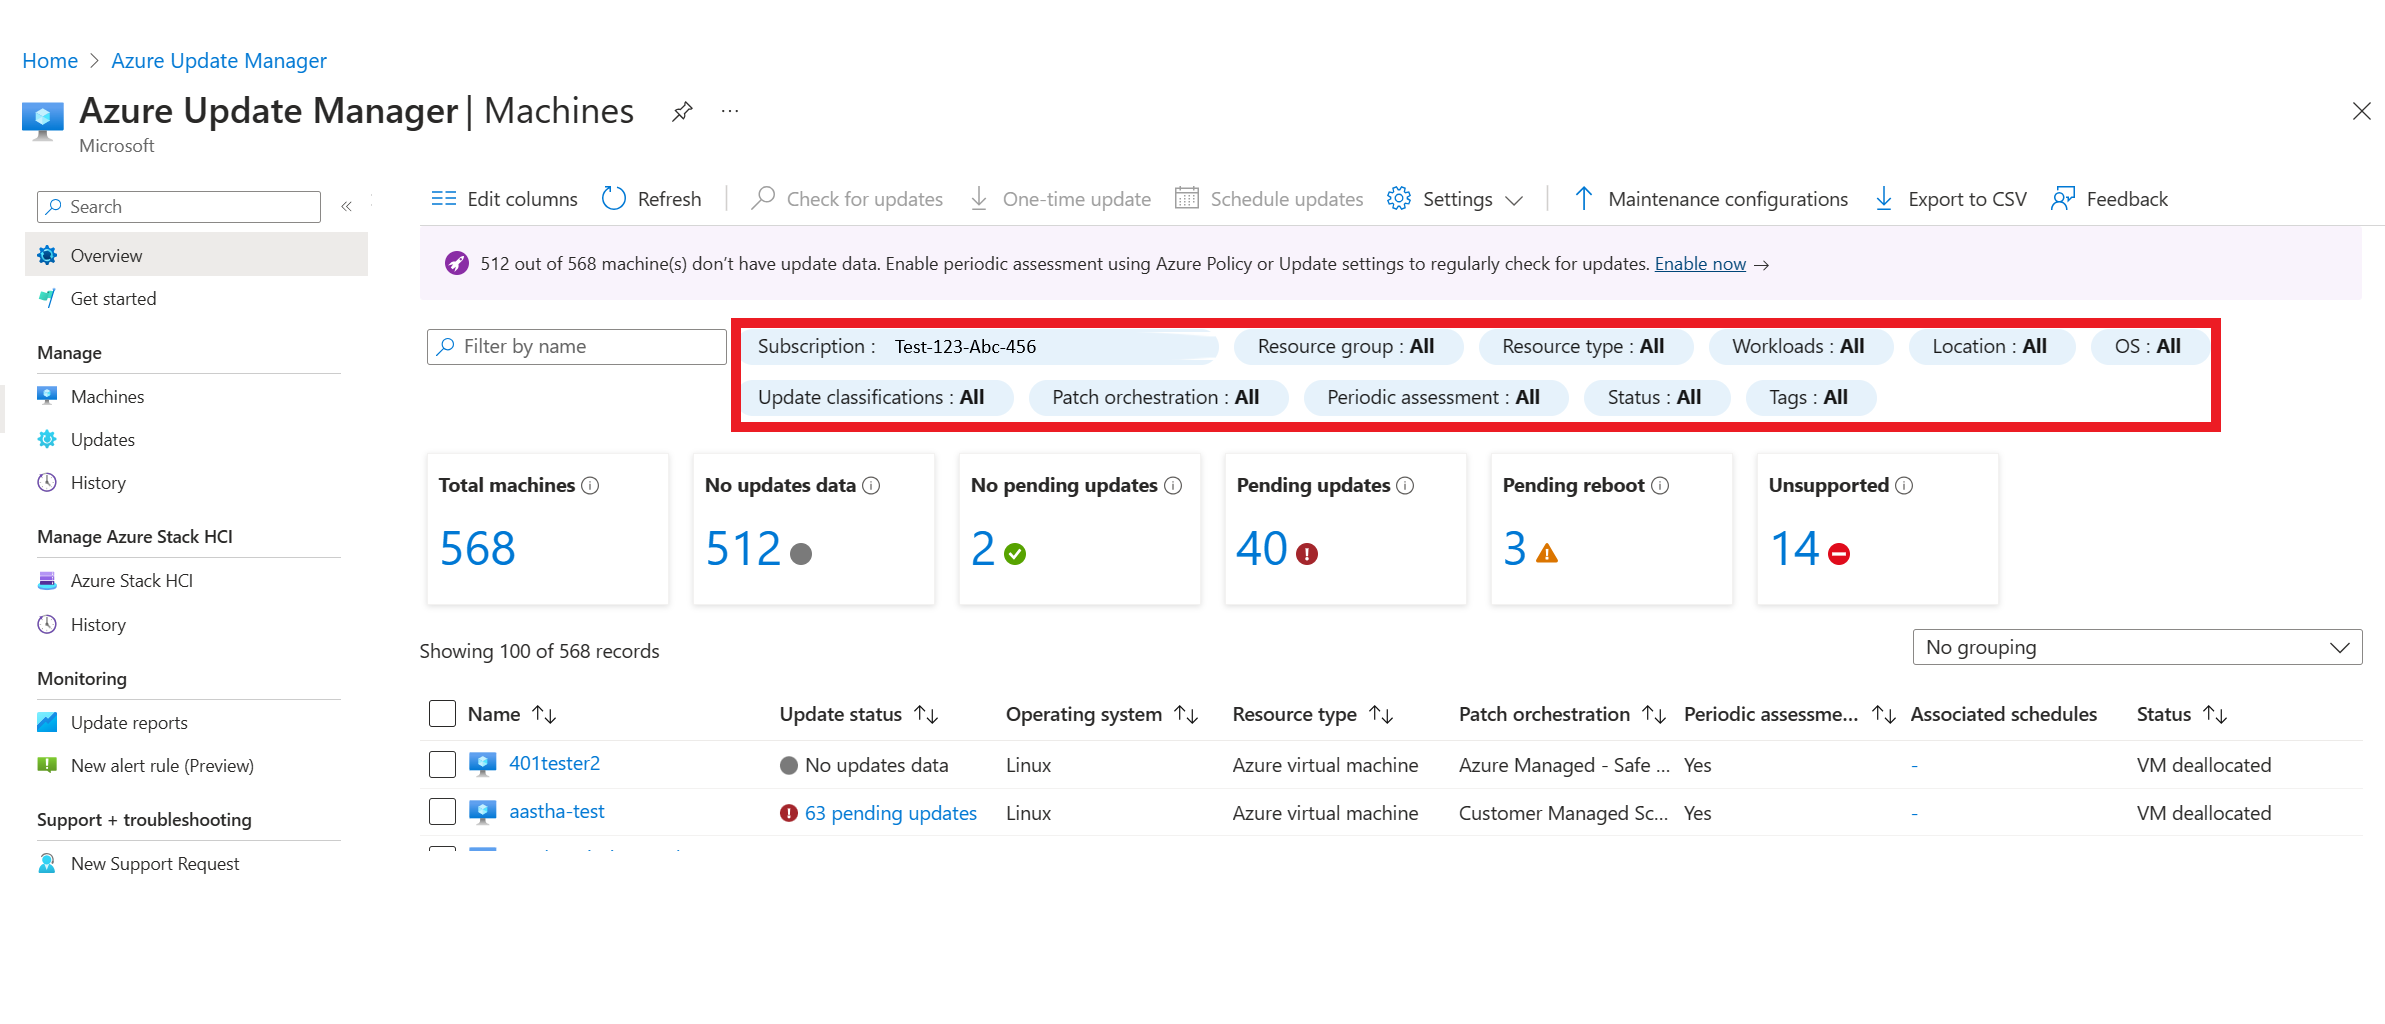 Home > Azure Update Manager
Azure Update Manager | Machines ...
Microsoft
Search «
Overview
Get started
Manage
Machines
Updates
History
Manage Azure Stack HCI
Azure Stack HCI
History
Monitoring
Update reports
New alert rule (Preview)
Support + troubleshooting
New Support Request
Edit columns Refresh Check for updates One-time update Schedule updates Settings Maintenance configurations Export to CSV Feedback
512 out of 568 machine(s) don't have update data. Enable periodic assessment using Azure Policy or Update settings to regularly check for updates. Enable now →
Filter by name Subscription : Test-123-Abc-456 Resource group : All Resource type : All Workloads : All Location : All OS : All
Update classifications : All Patch orchestration : All Periodic assessment : All Status : All Tags : All
Total machines No updates data No pending updates Pending updates Pending reboot Unsupported
568 512 2 40 3 14
Showing 100 of 568 records No grouping
Name ↑↓ Update status ↑↓ Operating system ↑↓ Resource type ↑↓ Patch orchestration ↑↓ Periodic assessme... ↑↓ Associated schedules Status ↑↓
401tester2 No updates data Linux Azure virtual machine Azure Managed - Safe ... Yes - VM deallocated
aastha-test 63 pending updates Linux Azure virtual machine Customer Managed Sc... Yes - VM deallocated